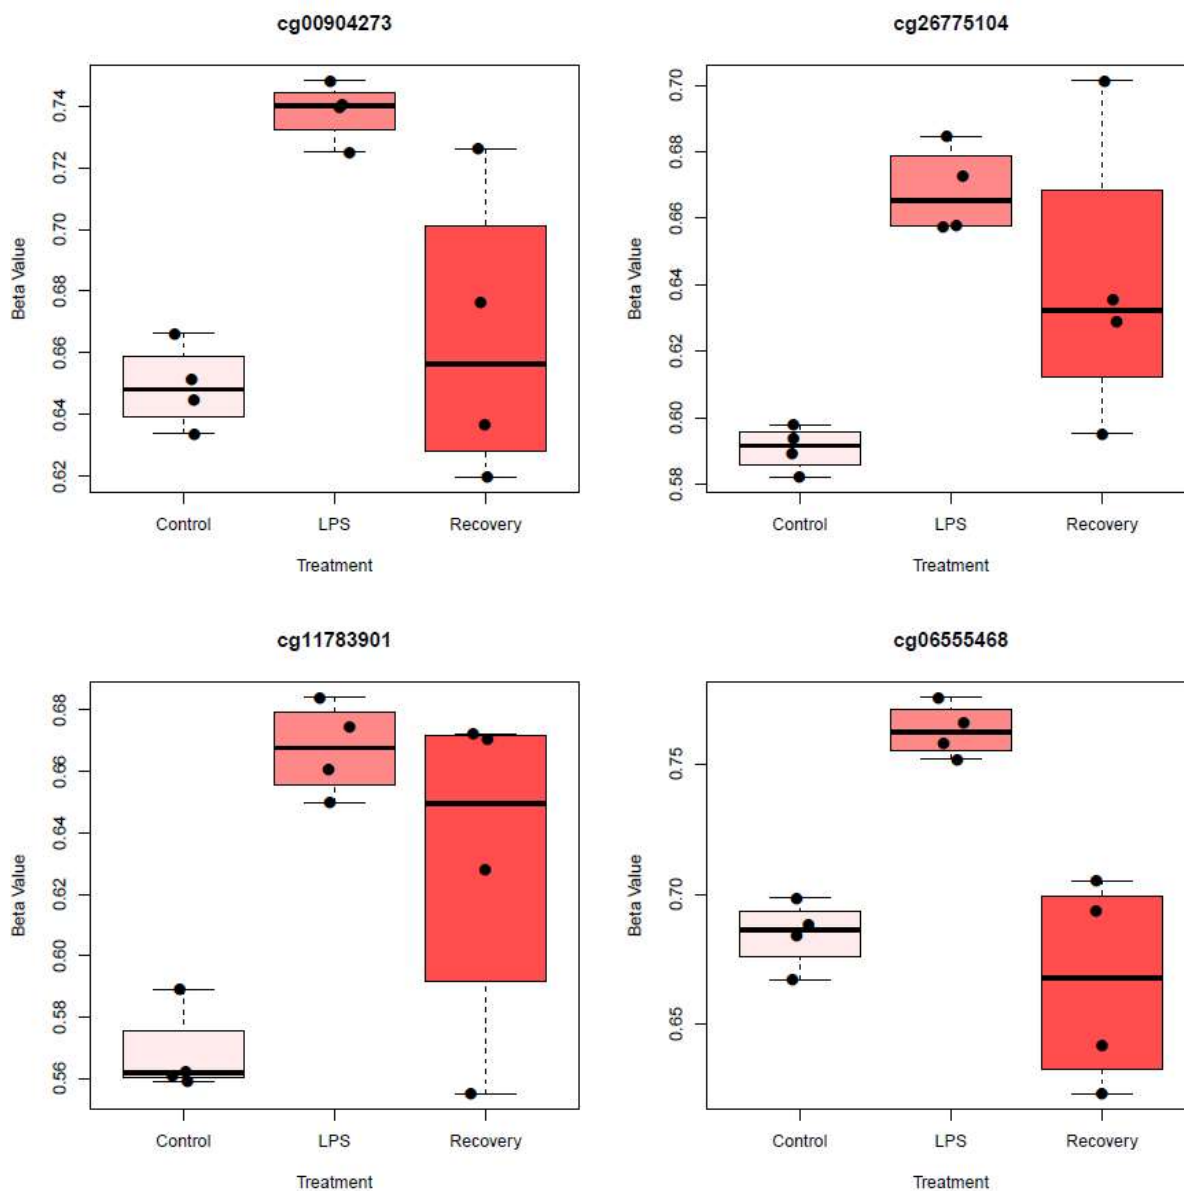 cg00904273
Beta Value
0.74
0.72
0.70
0.68
0.66
0.64
0.62
Control LPS Recovery
Treatment
cg26775104
Beta Value
0.70
0.68
0.66
0.64
0.62
0.60
0.58
Control LPS Recovery
Treatment
cg11783901
Beta Value
0.68
0.66
0.64
0.62
0.60
0.58
0.56
Control LPS Recovery
Treatment
cg06555468
Beta Value
0.75
0.70
0.65
Control LPS Recovery
Treatment